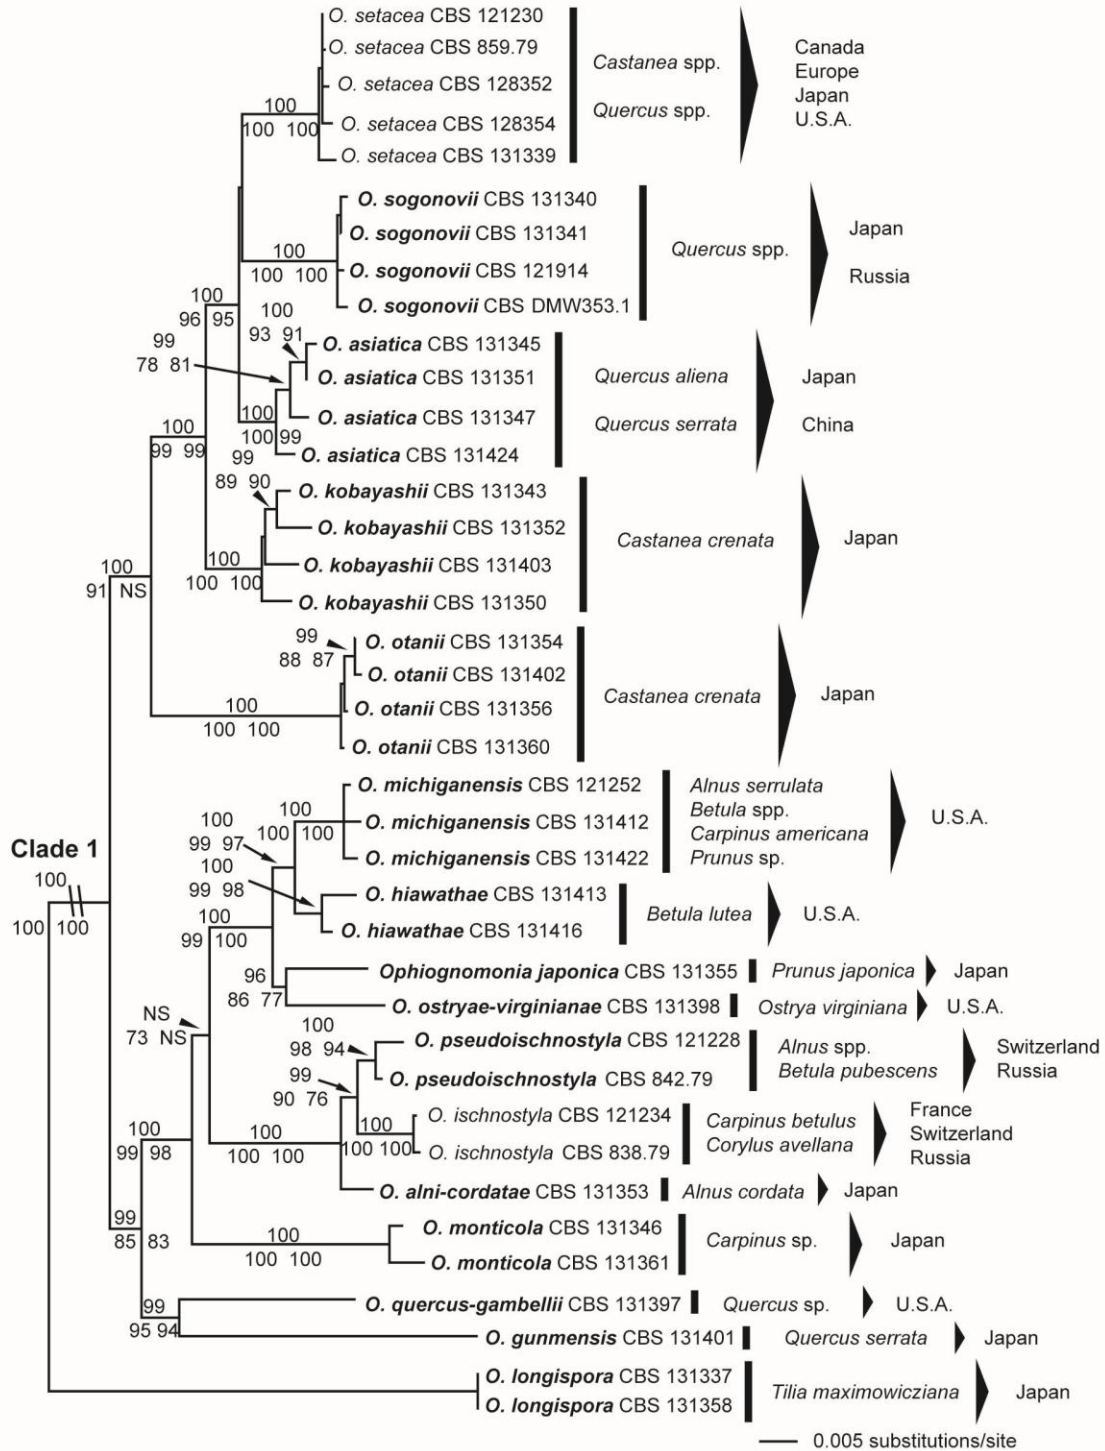 O. setacea CBS 121230
O. setacea CBS 859.79
O. setacea CBS 128352
O. setacea CBS 128354
O. setacea CBS 131339
Castanea spp.
Quercus spp.
Canada
Europe
Japan
U.S.A.
100
100 100
O. sogonovii CBS 131340
O. sogonovii CBS 131341
O. sogonovii CBS 121914
O. sogonovii CBS DMW353.1
Quercus spp.
Japan
Russia
100
100 100
100
96 95
100
93 91
99
78 81
O. asiatica CBS 131345
O. asiatica CBS 131351
O. asiatica CBS 131347
O. asiatica CBS 131424
Quercus aliena
Quercus serrata
Japan
China
100
100 99
100
99 99
99
89 90
O. kobayashii CBS 131343
O. kobayashii CBS 131352
O. kobayashii CBS 131403
O. kobayashii CBS 131350
Castanea crenata
Japan
100
100 100
100
91 NS
99
88 87
O. otanii CBS 131354
O. otanii CBS 131402
O. otanii CBS 131356
O. otanii CBS 131360
Castanea crenata
Japan
100
100 100
O. michiganensis CBS 121252
O. michiganensis CBS 131412
O. michiganensis CBS 131422
Alnus serrulata
Betula spp.
Carpinus americana
Prunus sp.
U.S.A.
100
100 100
100
99 97
100
99 98
Clade 1
100
100 100
O. hiawathae CBS 131413
O. hiawathae CBS 131416
Betula lutea
U.S.A.
100
99 100
96
86 77
Ophiognomonia japonica CBS 131355
Prunus japonica
Japan
O. ostryae-virginianae CBS 131398
Ostrya virginiana
U.S.A.
NS
73 NS
100
98 94
O. pseudoischnostyla CBS 121228
O. pseudoischnostyla CBS 842.79
Alnus spp.
Betula pubescens
Switzerland
Russia
99
90 76
O. ischnostyla CBS 121234
O. ischnostyla CBS 838.79
Carpinus betulus
Corylus avellana
France
Switzerland
Russia
100
100 100
100
100 100
100
99 98
O. alni-cordatae CBS 131353
Alnus cordata
Japan
O. monticola CBS 131346
O. monticola CBS 131361
Carpinus sp.
Japan
100
100 100
99
85 83
O. quercus-gambellii CBS 131397
Quercus sp.
U.S.A.
99
95 94
O. gunmensis CBS 131401
Quercus serrata
Japan
O. longispora CBS 131337
O. longispora CBS 131358
Tilia maximowicziana
Japan
0.005 substitutions/site